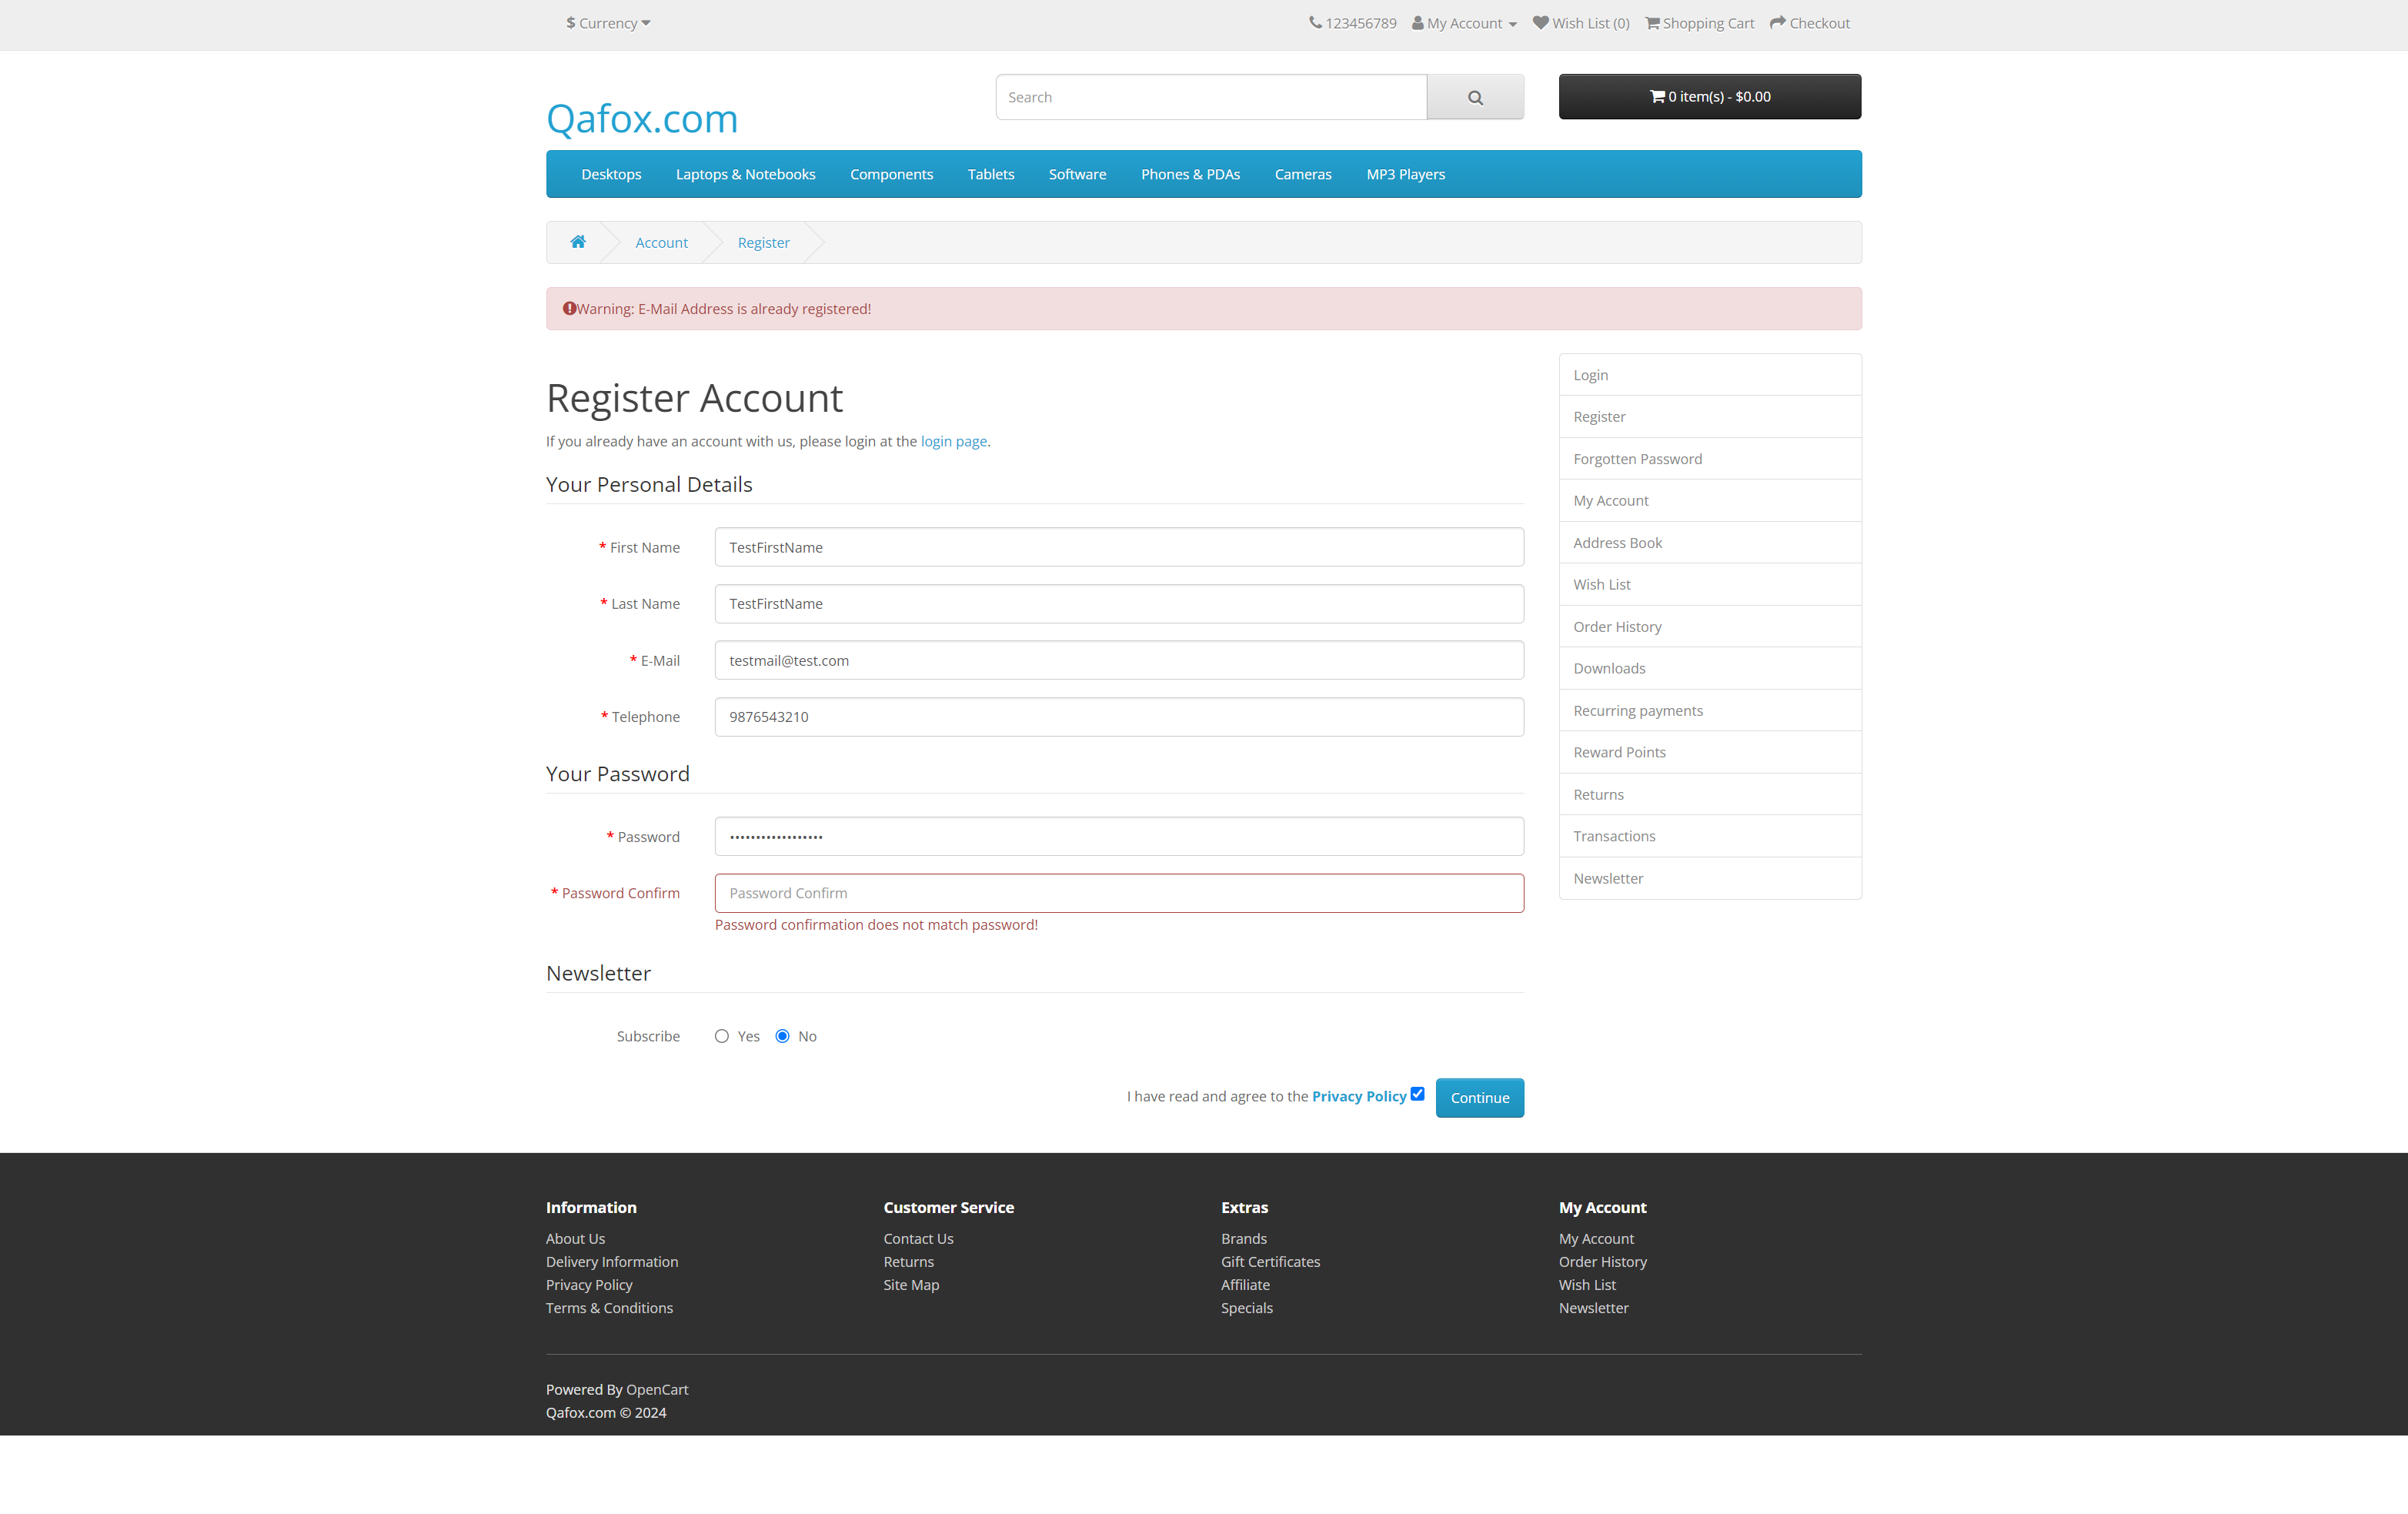 $ Currency
123456789 My Account Wish List (0) Shopping Cart Checkout
Qafox.com
Search
0 item(s) - $0.00
Desktops Laptops & Notebooks Components Tablets Software Phones & PDAs Cameras MP3 Players
Account Register
Warning: E-Mail Address is already registered!
Register Account
If you already have an account with us, please login at the login page.
Your Personal Details
* First Name TestFirstName
* Last Name TestFirstName
* E-Mail testmail@test.com
* Telephone 9876543210
Your Password
* Password ••••••••••••••••••
* Password Confirm Password Confirm
Password confirmation does not match password!
Newsletter
Subscribe Yes No
I have read and agree to the Privacy Policy Continue
Login
Register
Forgotten Password
My Account
Address Book
Wish List
Order History
Downloads
Recurring payments
Reward Points
Returns
Transactions
Newsletter
Information
About Us
Delivery Information
Privacy Policy
Terms & Conditions
Customer Service
Contact Us
Returns
Site Map
Extras
Brands
Gift Certificates
Affiliate
Specials
My Account
My Account
Order History
Wish List
Newsletter
Powered By OpenCart
Qafox.com © 2024